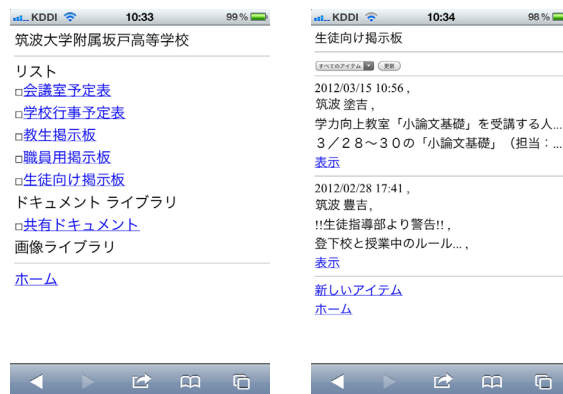 KDDI 10:33 99%
筑波大学附属坂戸高等学校
リスト
□会議室予定表
□学校行事予定表
□教生掲示板
□職員用掲示板
□生徒向け掲示板
ドキュメント ライブラリ
□共有ドキュメント
画像ライブラリ
ホーム
KDDI 10:34 98%
生徒向け掲示板
すべてのアイテム 更新
2012/03/15 10:56 ,
筑波 塗吉 ,
学力向上教室「小論文基礎」を受講する人...
３／２８～３０の「小論文基礎」（担当：...
表示
2012/02/28 17:41 ,
筑波 豊吉 ,
!!生徒指導部より警告!! ,
登下校と授業中のルール... ,
表示
新しいアイテム
ホーム